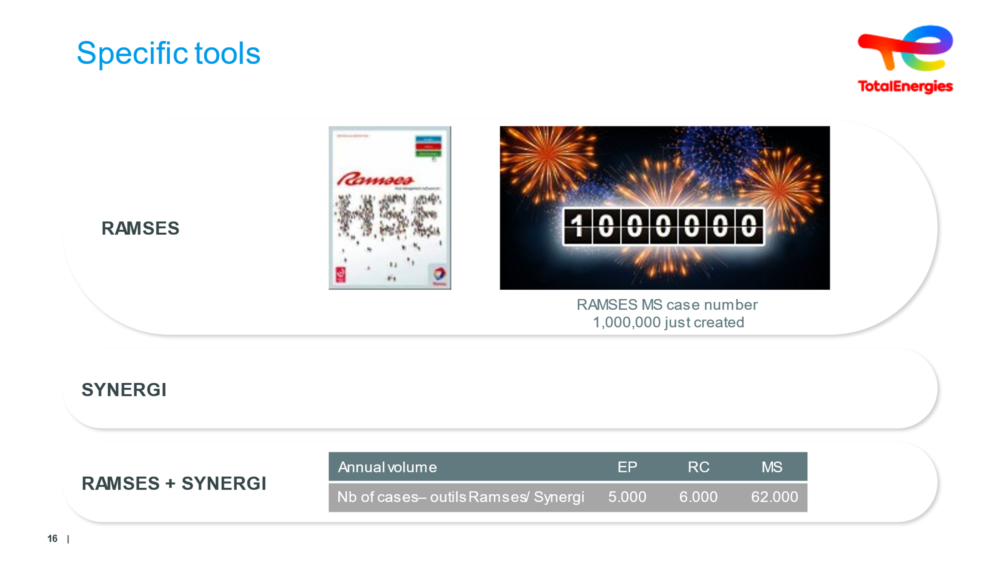 Specific tools
TotalEnergies
Ramses
HSE
1000000
RAMSES
RAMSES MS case number
1,000,000 just created
SYNERGI
RAMSES + SYNERGI
Annual volume EP RC MS
Nb of cases– outils Ramses/ Synergi 5.000 6.000 62.000
16 |